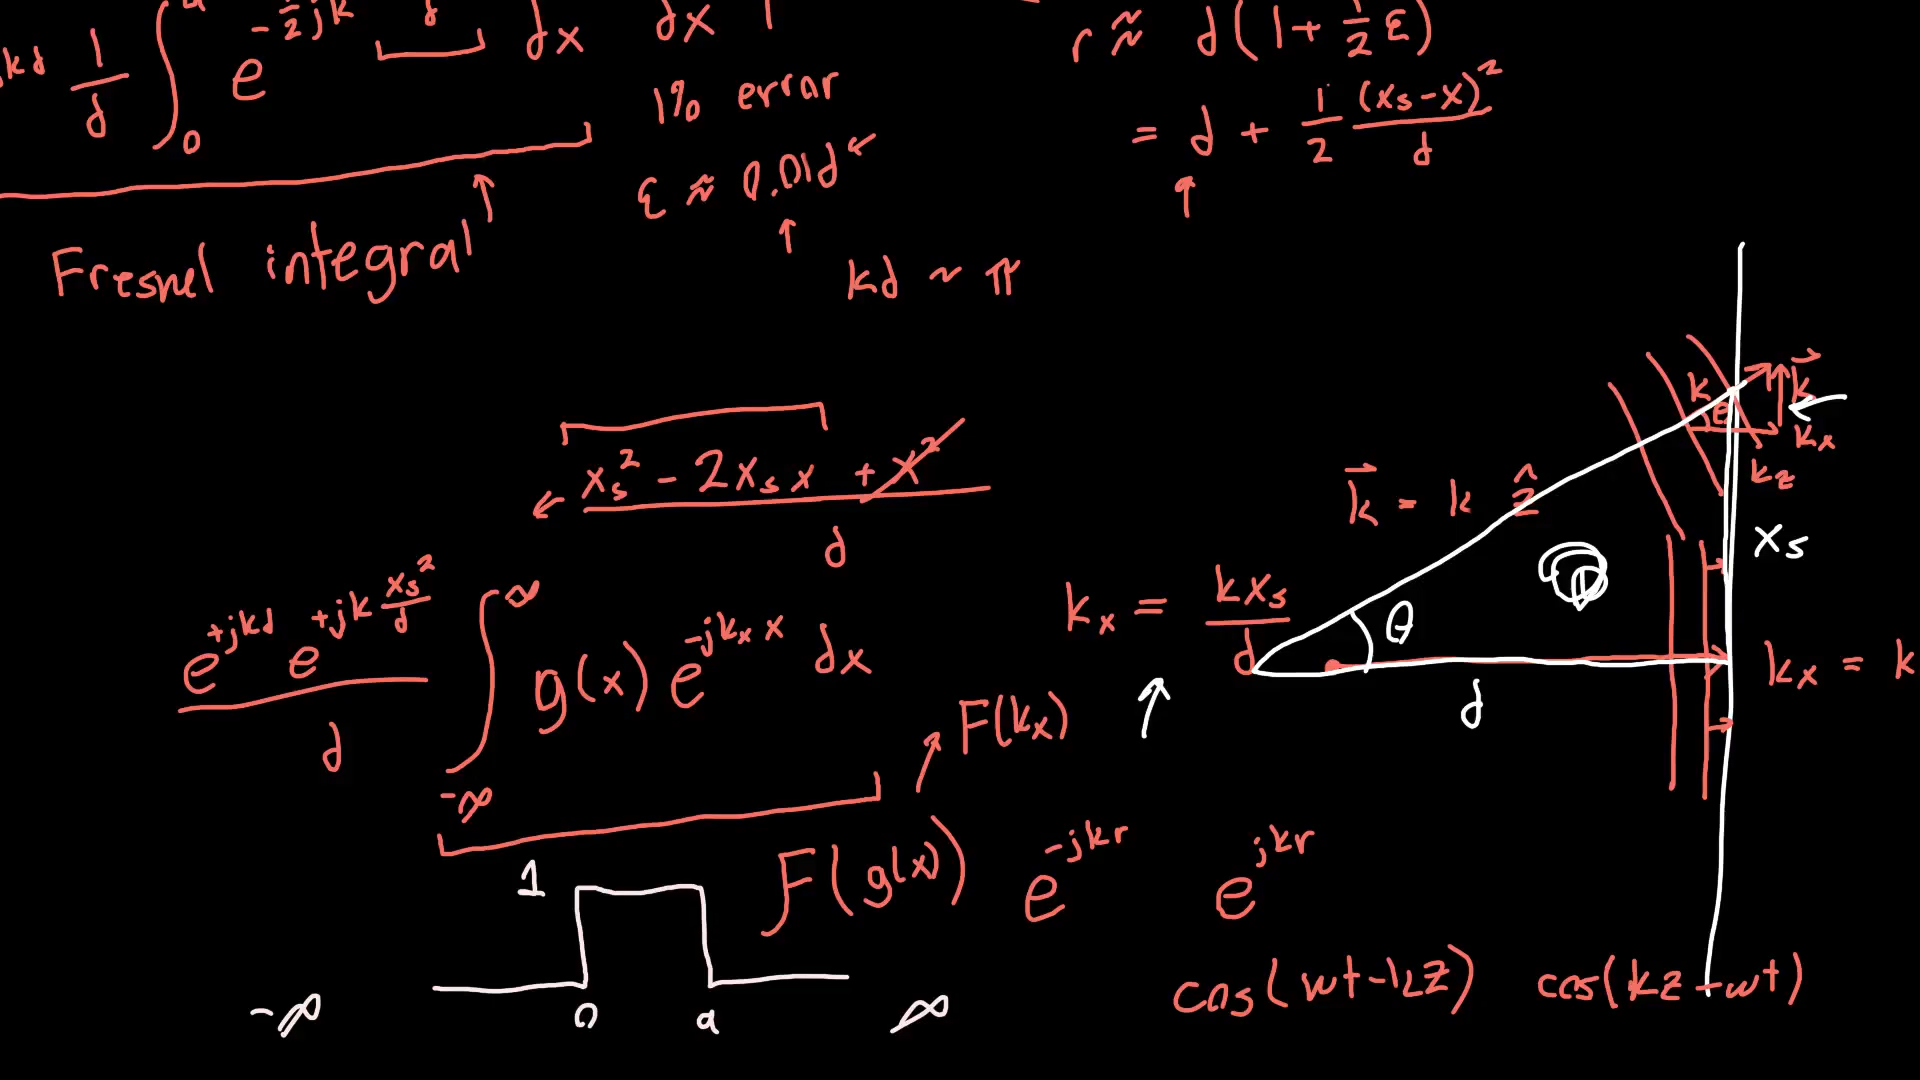 kd 1/d ∫₀ᵃ e^(-½jk d) dx dx
r ≈ d(1+½ε)
1% error
= d + 1/2 (xs-x)²/d
ε ≈ 0.01d
Fresnel integral
kd ~ π
xs² - 2xs x + x²
d
k⃗ = k ẑ
k θ k⃗
kx
kz
xs
e^(+jkd) e^(+jk xs²/d) / d ∫_(-∞)^∞ g(x) e^(-jkx x) dx
kx = kxs/d
θ
d
kx = k
F(kx)
F(g(x)) e^(-jkr) e^(jkr)
1
-∞ 0 a ∞
cos(wt-kz) cos(kz-wt)